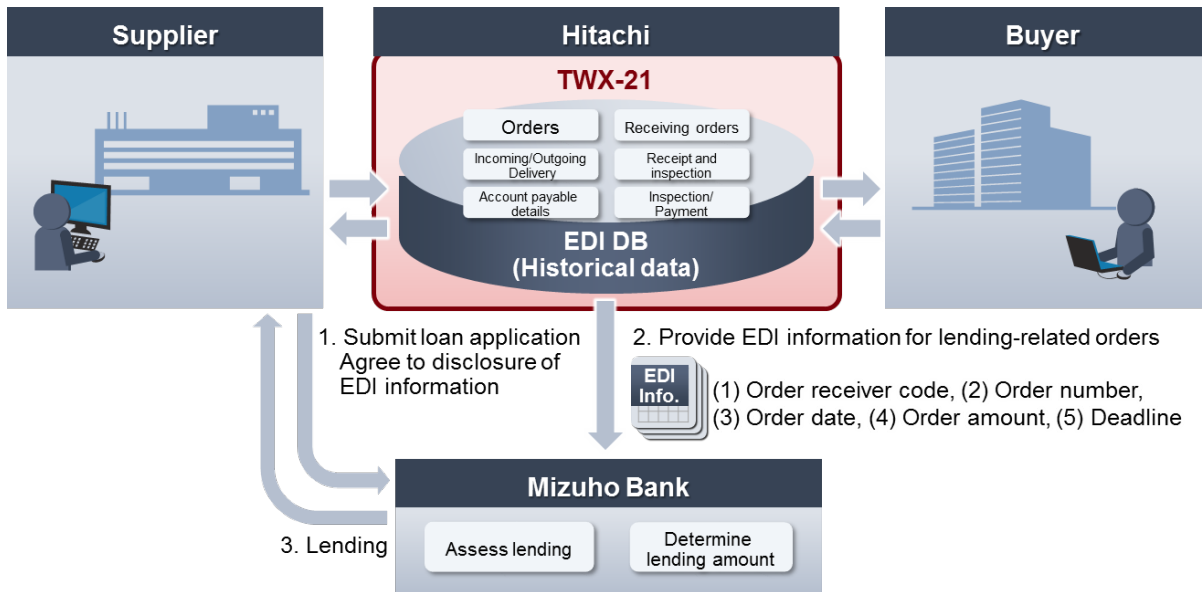 Supplier
Hitachi
Buyer
TWX-21
Orders
Receiving orders
Incoming/Outgoing
Delivery
Receipt and
inspection
Account payable
details
Inspection/
Payment
EDI DB
(Historical data)
1. Submit loan application
Agree to disclosure of
EDI information
2. Provide EDI information for lending-related orders
EDI
Info.
(1) Order receiver code, (2) Order number,
(3) Order date, (4) Order amount, (5) Deadline
Mizuho Bank
3. Lending
Assess lending
Determine
lending amount